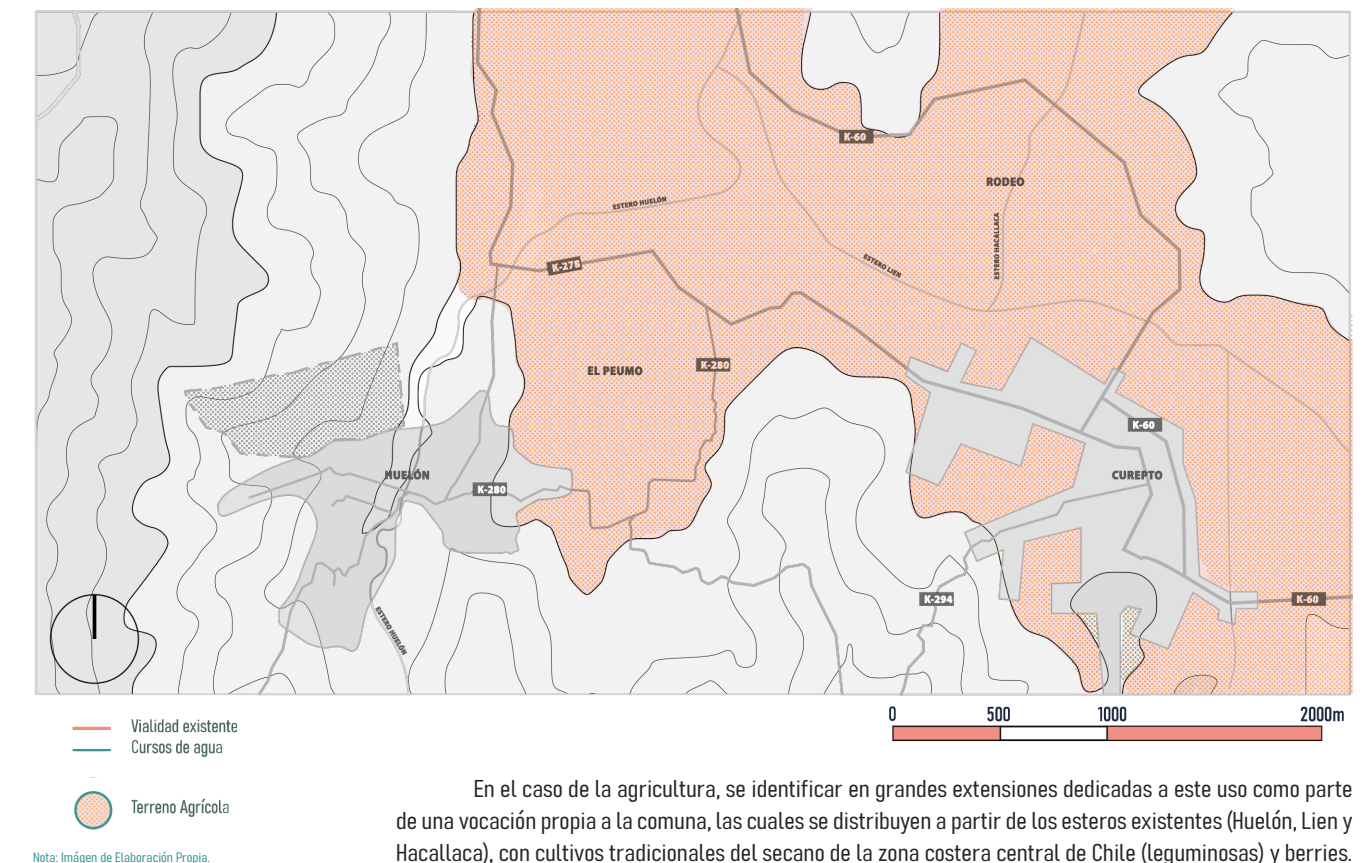 K-60
RODEO
ESTERO HUELÓN
ESTERO HACALLACA
ESTERO LIEN
K-278
EL PEUMO
K-280
K-60
HUELÓN
CUREPTO
K-280
K-294
K-60
ESTERO HUELÓN
0 500 1000 2000m
Vialidad existente
Cursos de agua
Terreno Agrícola
En el caso de la agricultura, se identificar en grandes extensiones dedicadas a este uso como parte
de una vocación propia a la comuna, las cuales se distribuyen a partir de los esteros existentes (Huelón, Lien y
Hacallaca), con cultivos tradicionales del secano de la zona costera central de Chile (leguminosas) y berries,
Nota: Imágen de Elaboración Propia.